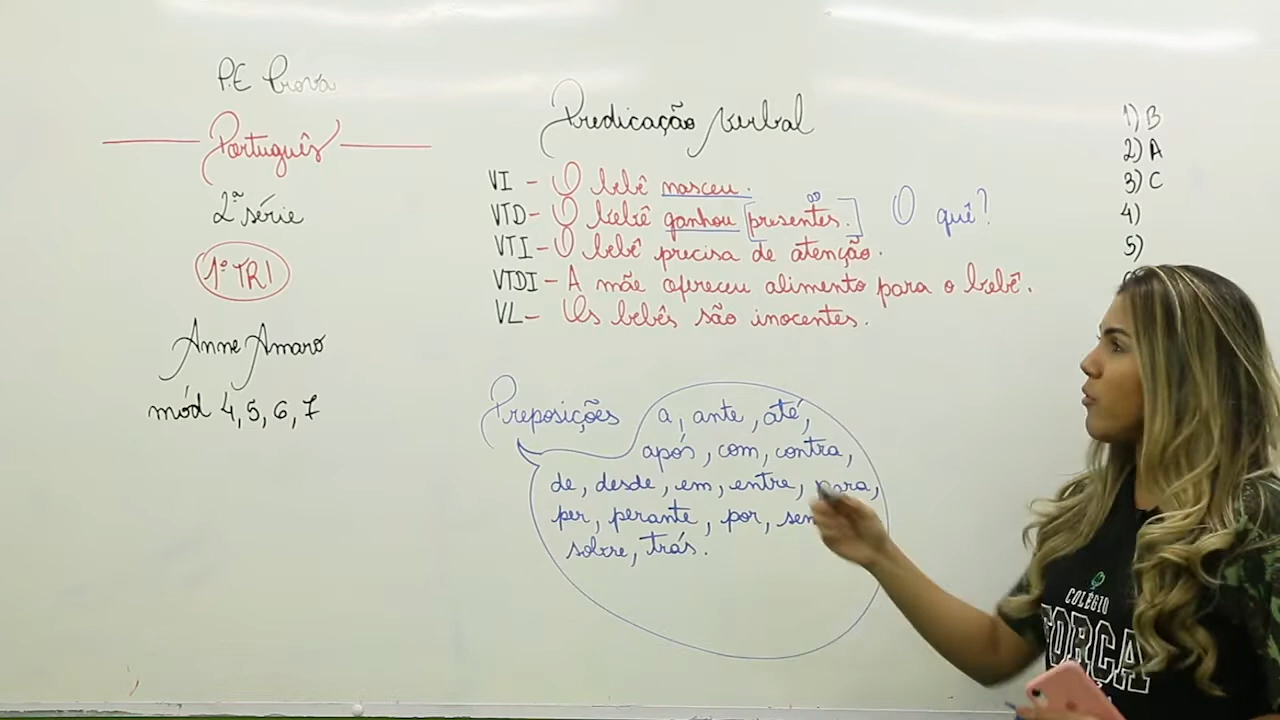 P.E Prova
Português
2ª série
1º TRI
Anne Amaro
mód 4, 5, 6, 7
Predicação Verbal
VI - O bebê nasceu.
VTD - O bebê ganhou [presentes.] O quê?
OD
VTI - O bebê precisa de atenção.
VTDI - A mãe ofereceu alimento para o bebê.
VL - Os bebês são inocentes.
Preposições
a, ante, até,
após, com, contra,
de, desde, em, entre, para,
per, perante, por,
sobre, trás.
1) B
2) A
3) C
4)
5)
COLÉGIO
FORÇA